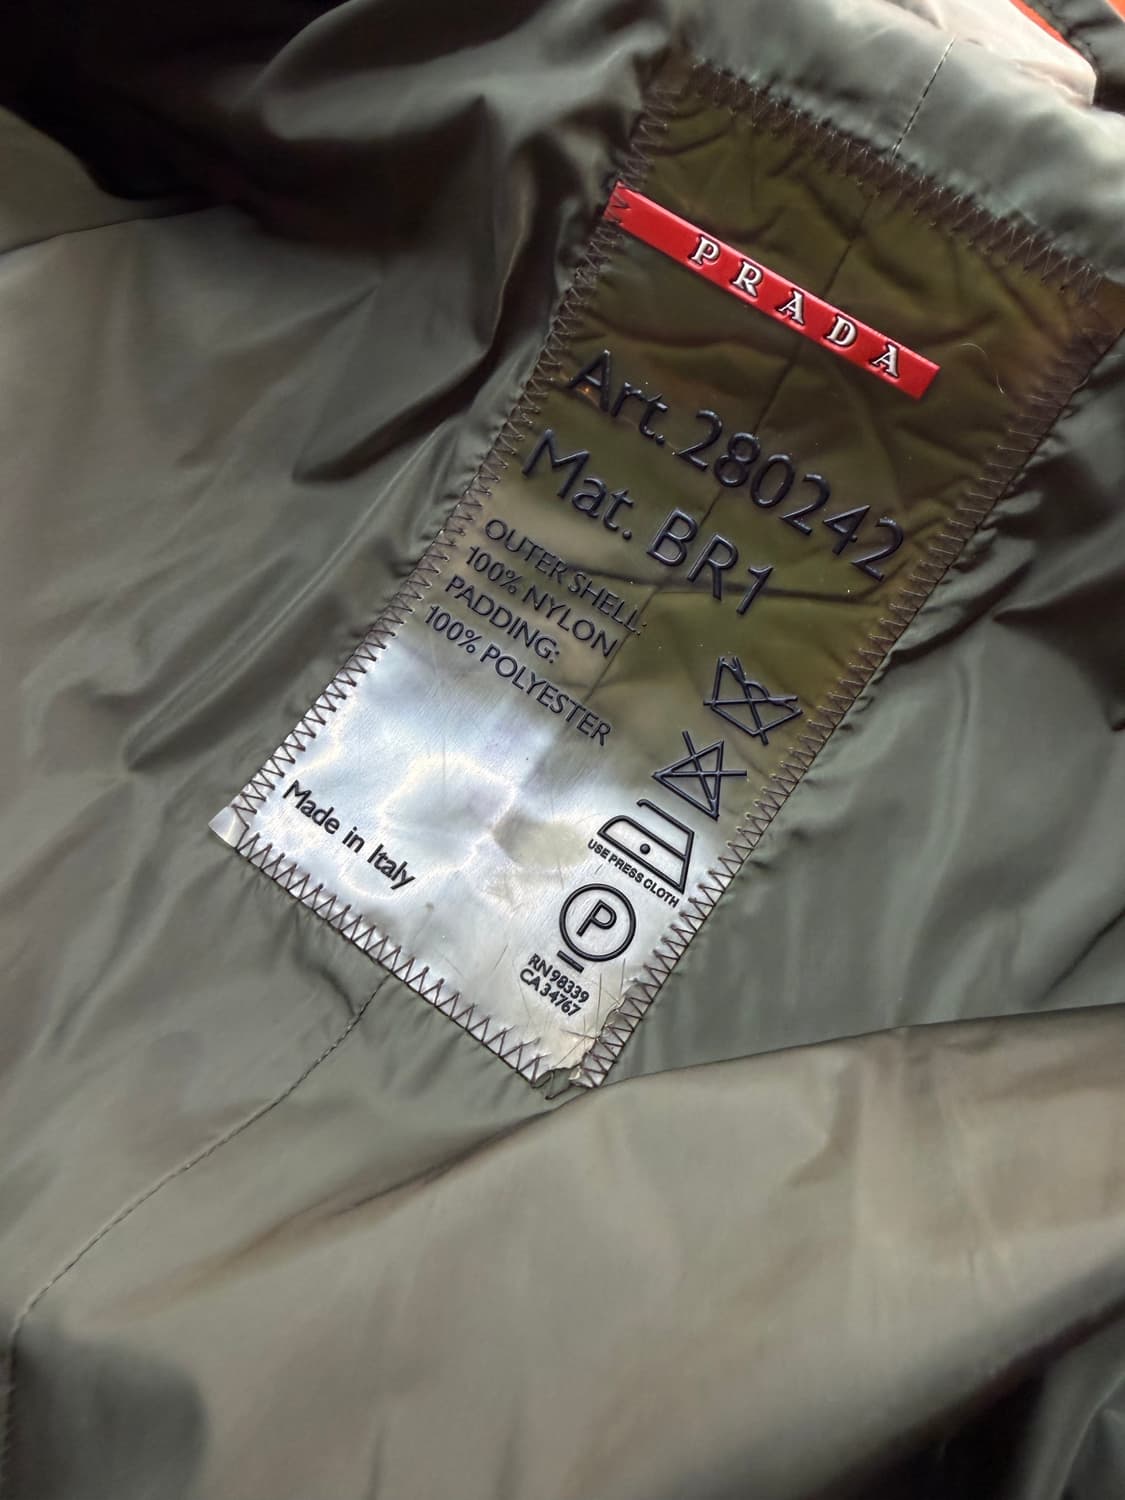 PRADA
Art. 280242
Mat. BR1
OUTER SHELL:
100% NYLON
PADDING:
100% POLYESTER
USE PRESS CLOTH
P
Made in Italy
RN 98339
CA 34767